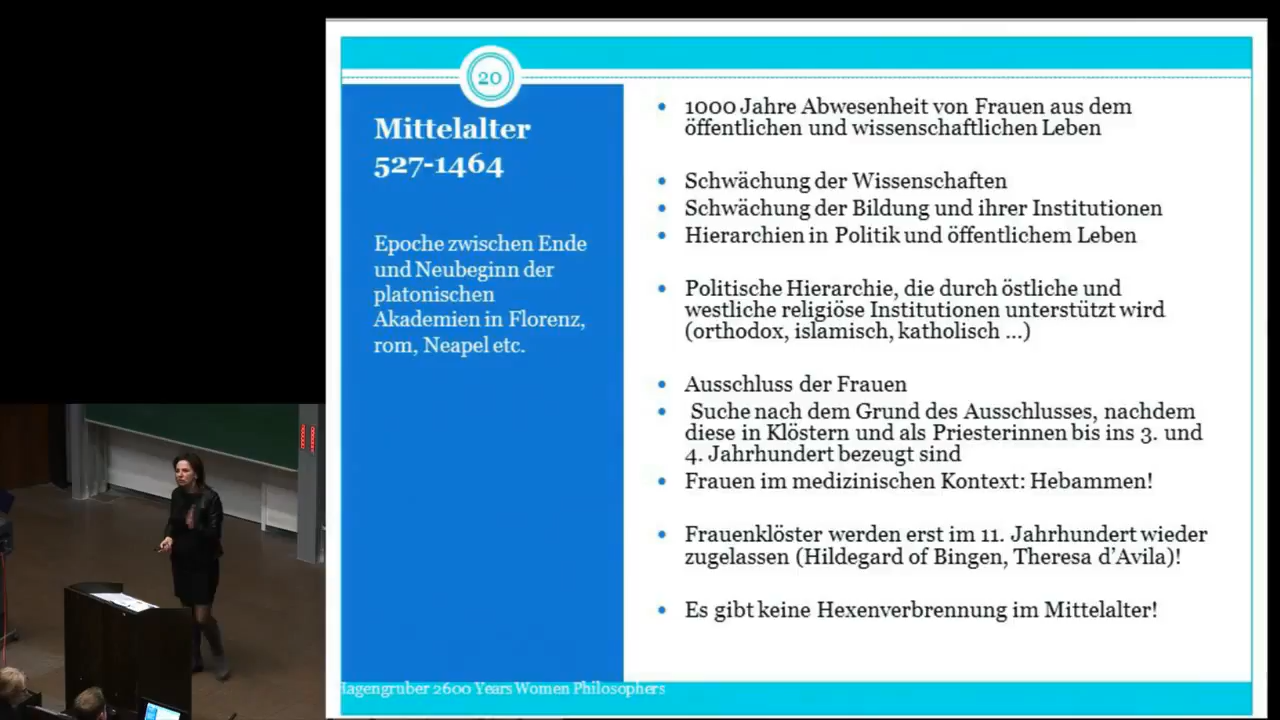 20
Mittelalter
527-1464
Epoche zwischen Ende
und Neubeginn der
platonischen
Akademien in Florenz,
rom, Neapel etc.
1000 Jahre Abwesenheit von Frauen aus dem
öffentlichen und wissenschaftlichen Leben
Schwächung der Wissenschaften
Schwächung der Bildung und ihrer Institutionen
Hierarchien in Politik und öffentlichem Leben
Politische Hierarchie, die durch östliche und
westliche religiöse Institutionen unterstützt wird
(orthodox, islamisch, katholisch ...)
Ausschluss der Frauen
Suche nach dem Grund des Ausschlusses, nachdem
diese in Klöstern und als Priesterinnen bis ins 3. und
4. Jahrhundert bezeugt sind
Frauen im medizinischen Kontext: Hebammen!
Frauenklöster werden erst im 11. Jahrhundert wieder
zugelassen (Hildegard of Bingen, Theresa d'Avila)!
Es gibt keine Hexenverbrennung im Mittelalter!
Hagengruber 2600 Years Women Philosophers